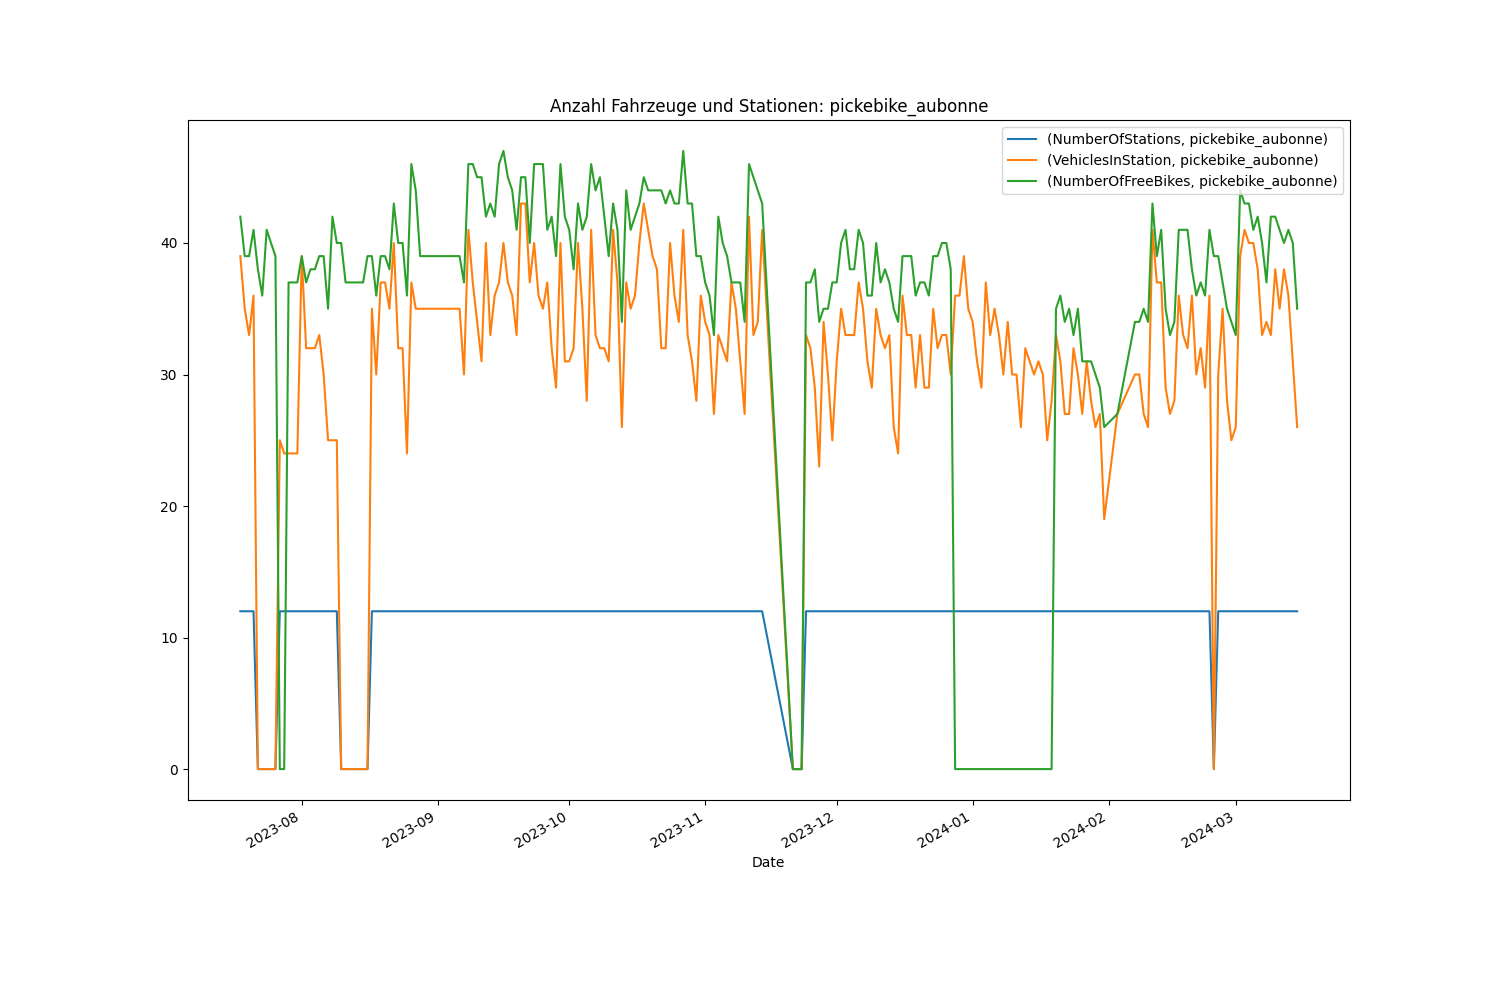 Anzahl Fahrzeuge und Stationen: pickebike_aubonne
(NumberOfStations, pickebike_aubonne)
(VehiclesInStation, pickebike_aubonne)
(NumberOfFreeBikes, pickebike_aubonne)
40
30
20
10
0
2023-08
2023-09
2023-10
2023-11
2023-12
2024-01
2024-02
2024-03
Date